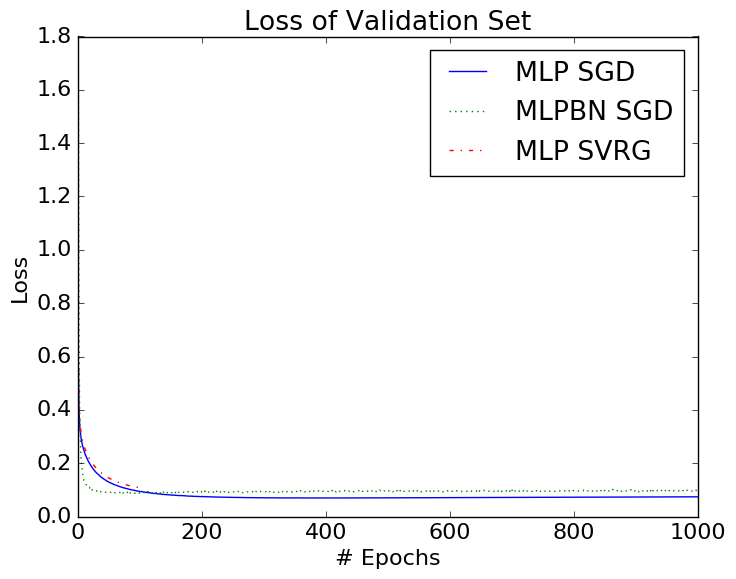 Loss of Validation Set
1.8
1.6
1.4
1.2
1.0
0.8
0.6
0.4
0.2
0.0
Loss
MLP SGD
MLPBN SGD
MLP SVRG
0 200 400 600 800 1000
# Epochs